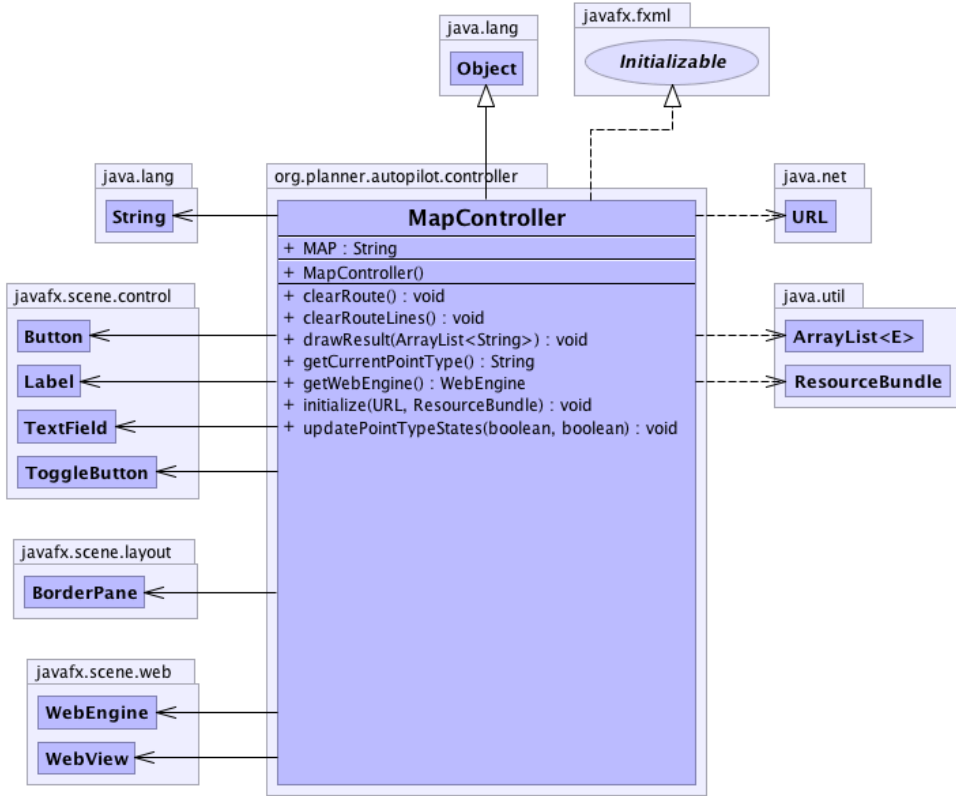 java.lang
Object
javafx.fxml
Initializable
java.lang
String
org.planner.autopilot.controller
MapController
+ MAP : String
+ MapController()
+ clearRoute() : void
+ clearRouteLines() : void
+ drawResult(ArrayList<String>) : void
+ getCurrentPointType() : String
+ getWebEngine() : WebEngine
+ initialize(URL, ResourceBundle) : void
+ updatePointTypeStates(boolean, boolean) : void
java.net
URL
javafx.scene.control
Button
Label
TextField
ToggleButton
java.util
ArrayList<E>
ResourceBundle
javafx.scene.layout
BorderPane
javafx.scene.web
WebEngine
WebView